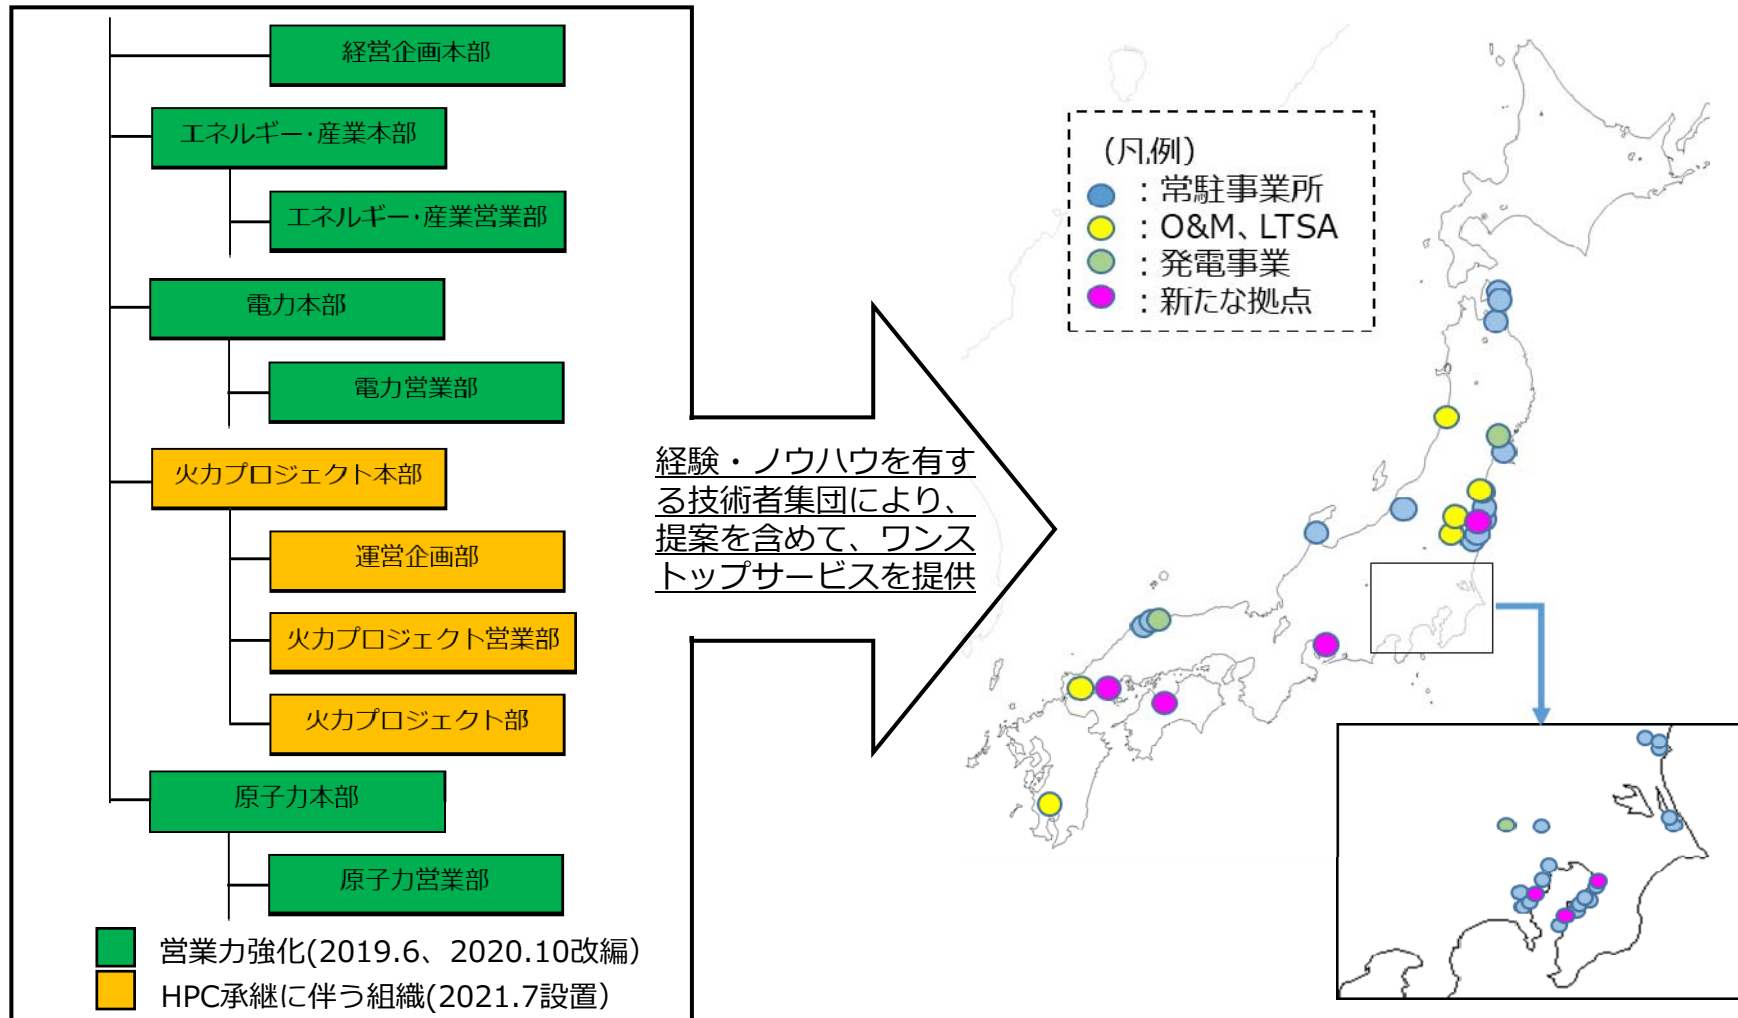 経営企画本部
エネルギー・産業本部
エネルギー・産業営業部
電力本部
電力営業部
火力プロジェクト本部
運営企画部
火力プロジェクト営業部
火力プロジェクト部
原子力本部
原子力営業部
営業力強化(2019.6、2020.10改編）
HPC承継に伴う組織(2021.7設置）
経験・ノウハウを有す
る技術者集団により、
提案を含めて、ワンス
トップサービスを提供
（凡例）
：常駐事業所
：O&M、LTSA
：発電事業
：新たな拠点